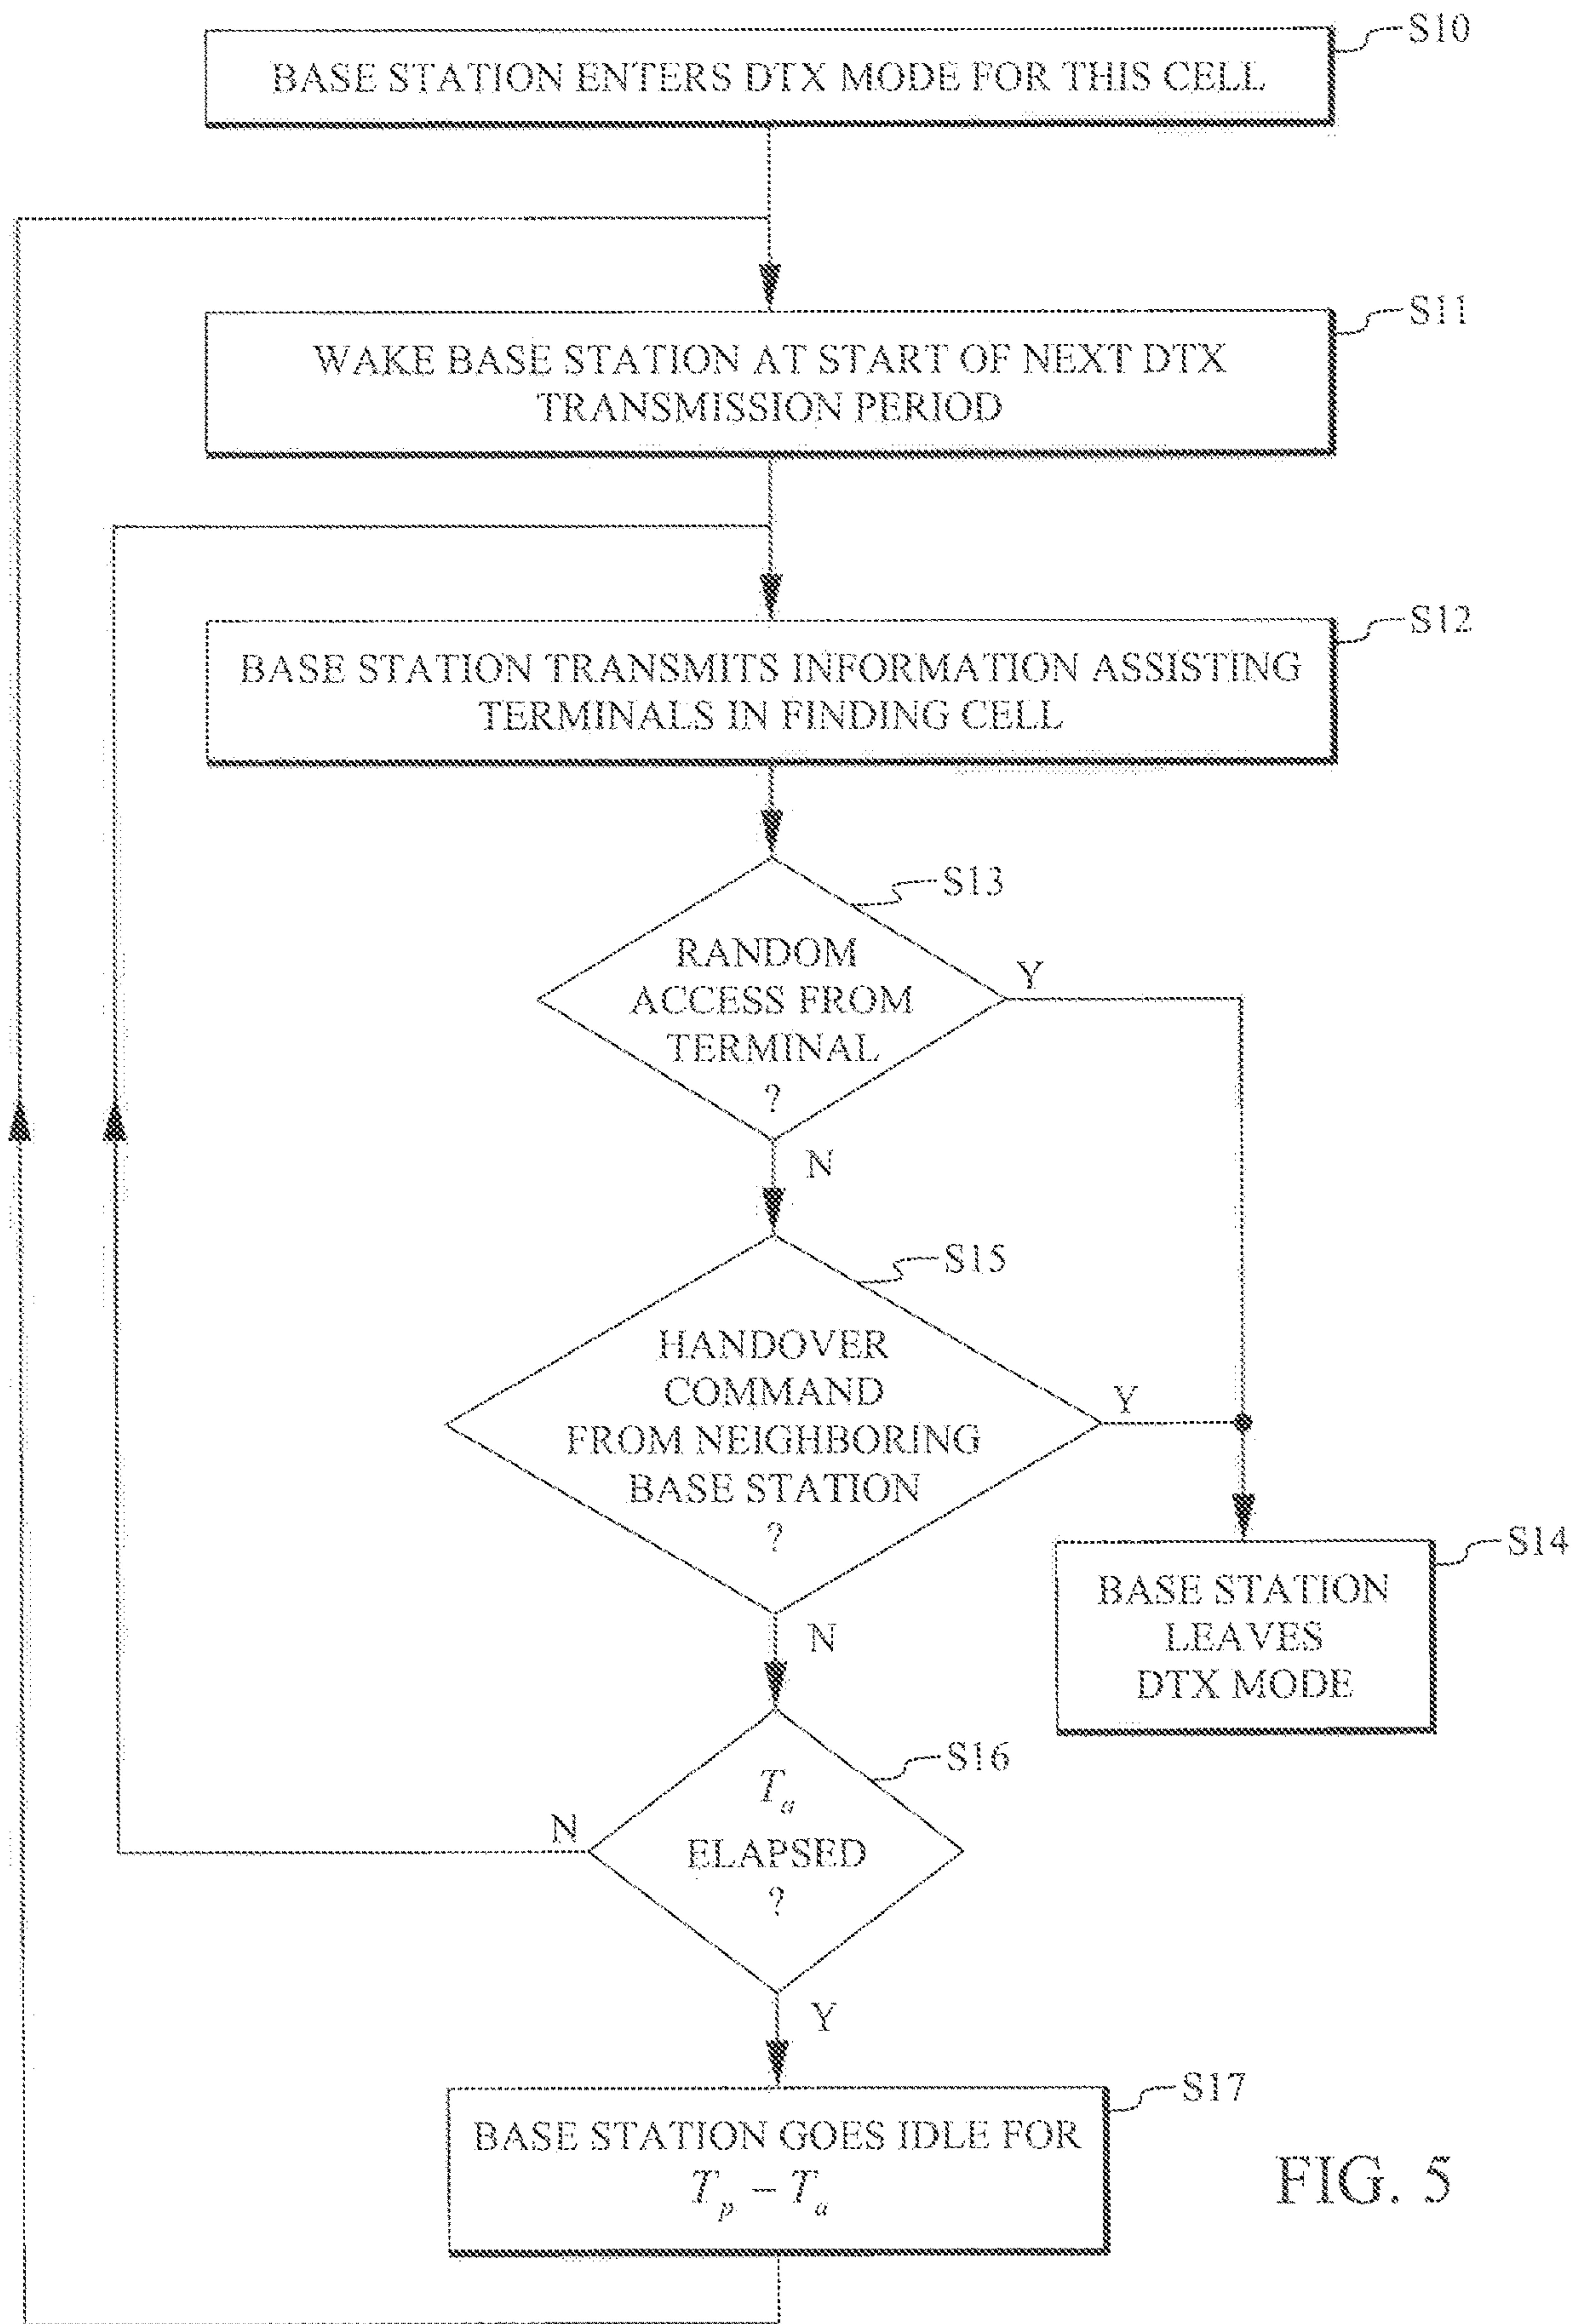 S10
BASE STATION ENTERS DTX MODE FOR THIS CELL
S11
WAKE BASE STATION AT START OF NEXT DTX
TRANSMISSION PERIOD
S12
BASE STATION TRANSMITS INFORMATION ASSISTING
TERMINALS IN FINDING CELL
S13
RANDOM
ACCESS FROM
TERMINAL
?
Y
N
S15
HANDOVER
COMMAND
FROM NEIGHBORING
BASE STATION
?
Y
N
S14
BASE STATION
LEAVES
DTX MODE
S16
T_a
ELAPSED
?
N
Y
S17
BASE STATION GOES IDLE FOR
T_p – T_a
FIG. 5